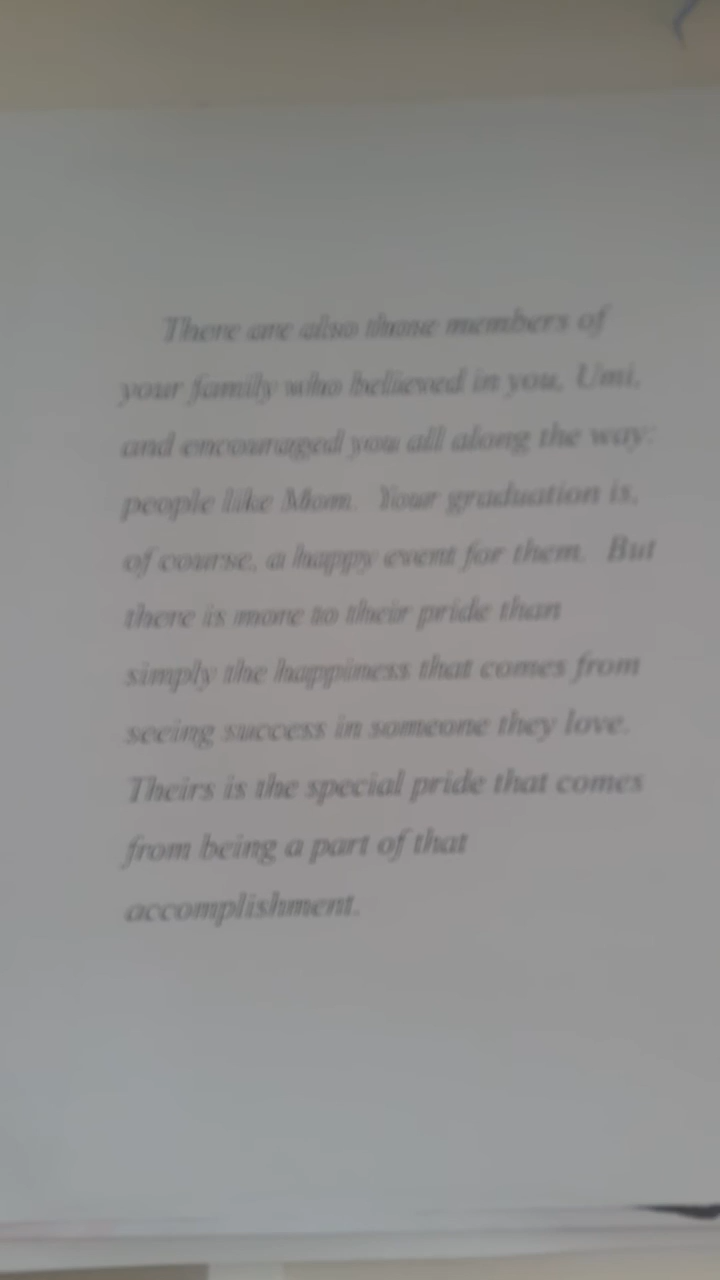 There are also those members of
your family who believed in you, Umi,
and encouraged you all along the way:
people like Mom. Your graduation is,
of course, a happy event for them. But
there is more to their pride than
simply the happiness that comes from
seeing success in someone they love.
Theirs is the special pride that comes
from being a part of that
accomplishment.